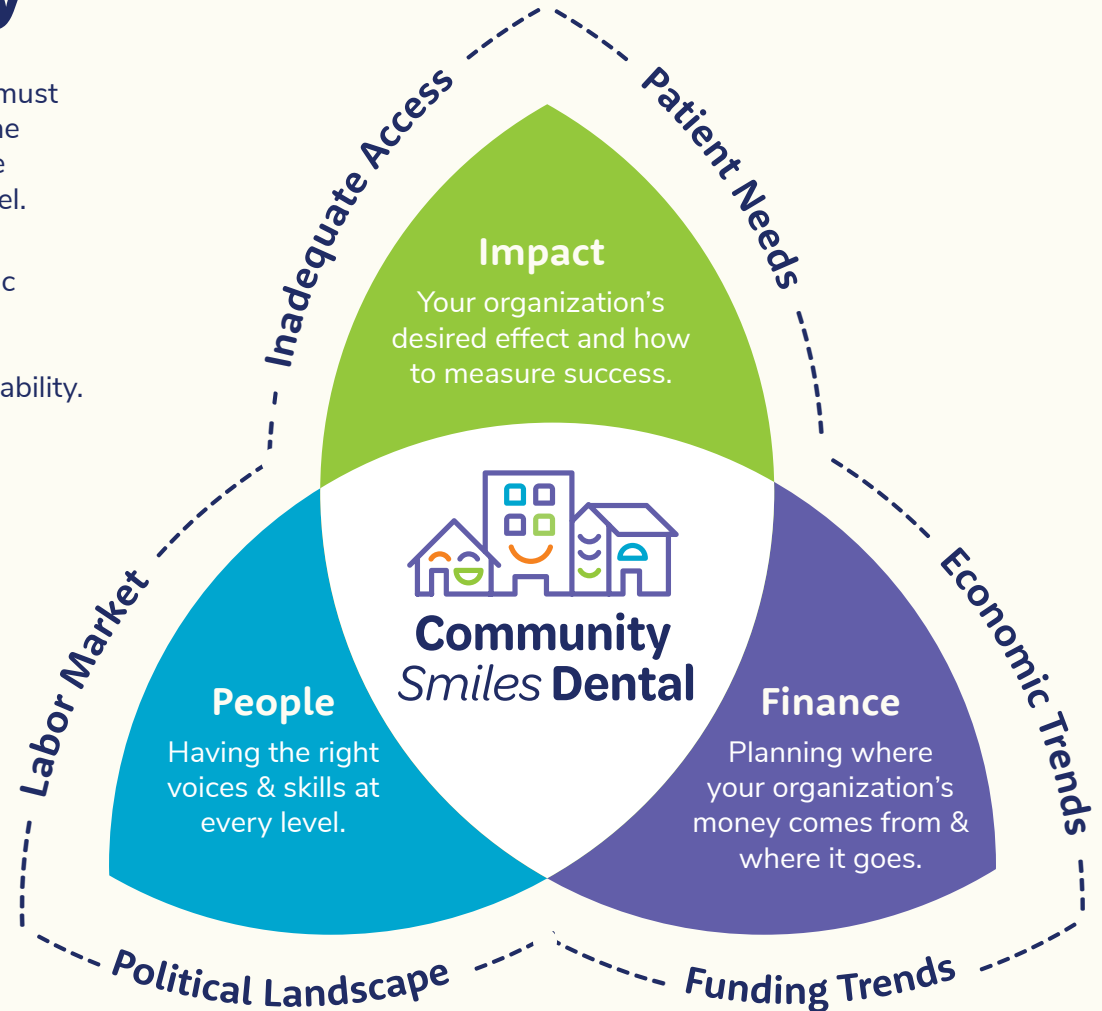 y
must
ne
e
el.
c
ability.
Inadequate Access
Patient Needs
Impact
Your organization’s
desired effect and how
to measure success.
Community
Smiles Dental
Labor Market
People
Having the right
voices & skills at
every level.
Economic Trends
Finance
Planning where
your organization’s
money comes from &
where it goes.
Political Landscape
Funding Trends